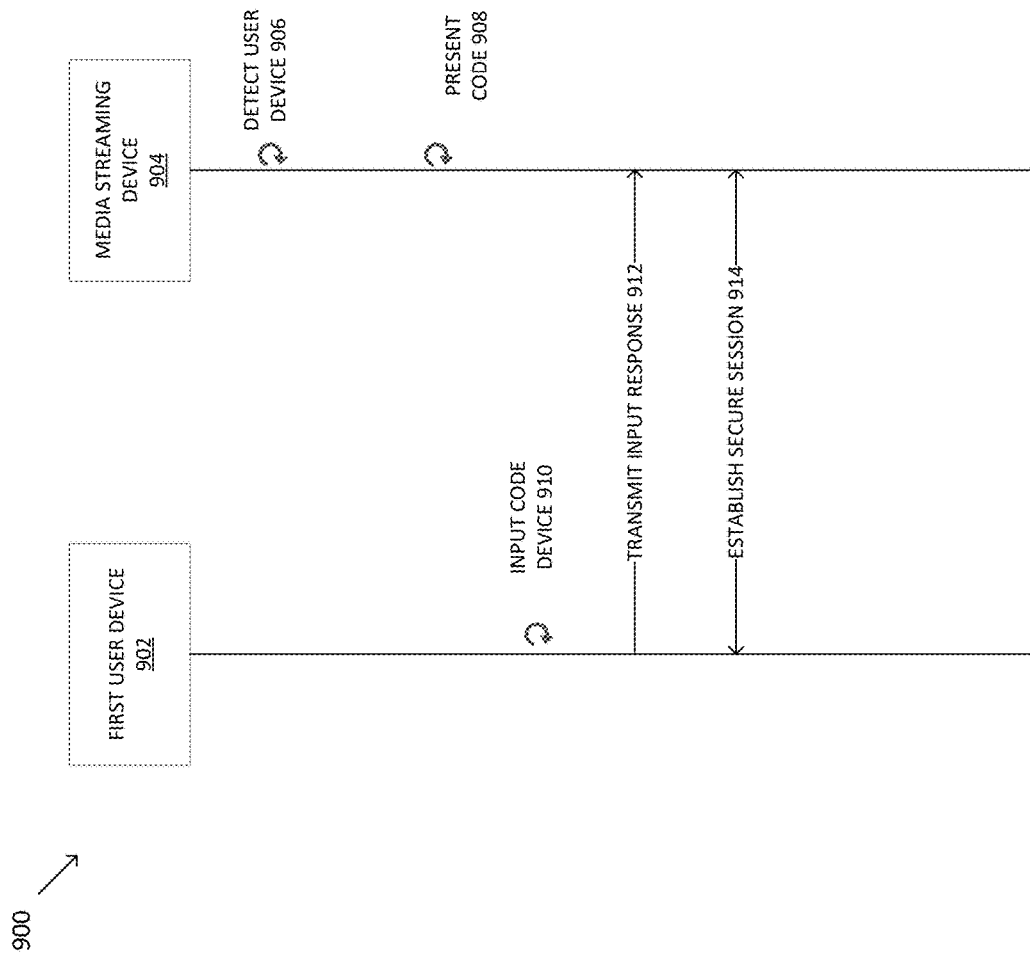 900
FIRST USER DEVICE
902
MEDIA STREAMING
DEVICE
904
DETECT USER
DEVICE 906
PRESENT
CODE 908
INPUT CODE
DEVICE 910
TRANSMIT INPUT RESPONSE 912
ESTABLISH SECURE SESSION 914